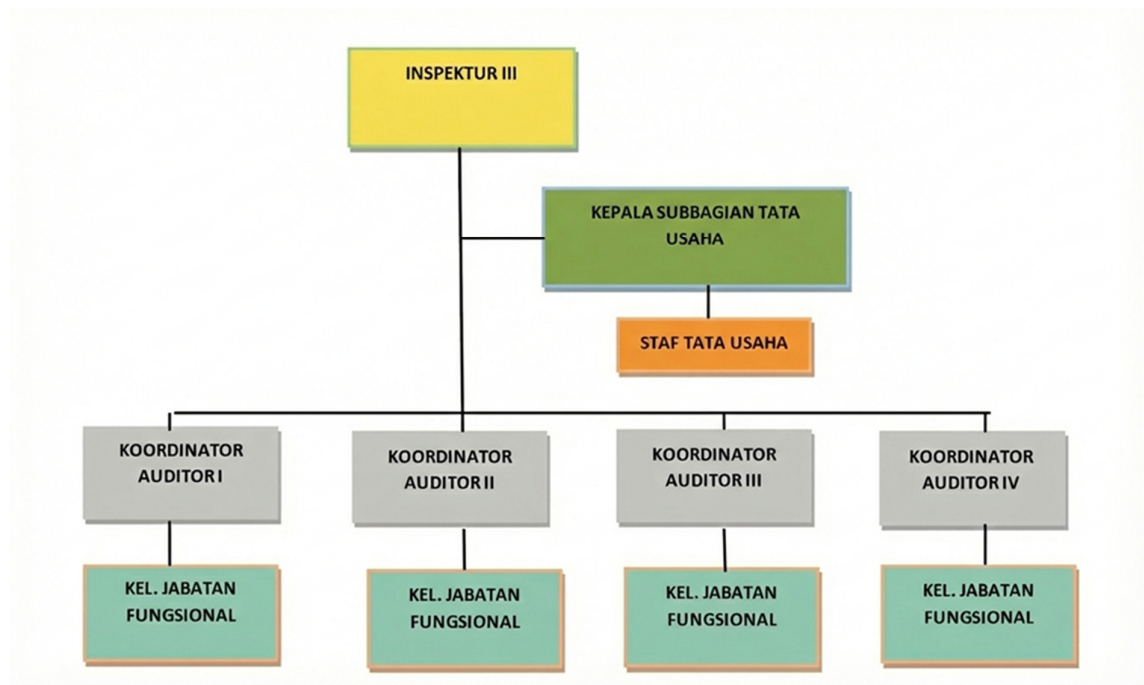 INSPEKTUR III
KEPALA SUBBAGIAN TATA
USAHA
STAF TATA USAHA
KOORDINATOR
AUDITOR I
KOORDINATOR
AUDITOR II
KOORDINATOR
AUDITOR III
KOORDINATOR
AUDITOR IV
KEL. JABATAN
FUNGSIONAL
KEL. JABATAN
FUNGSIONAL
KEL. JABATAN
FUNGSIONAL
KEL. JABATAN
FUNGSIONAL